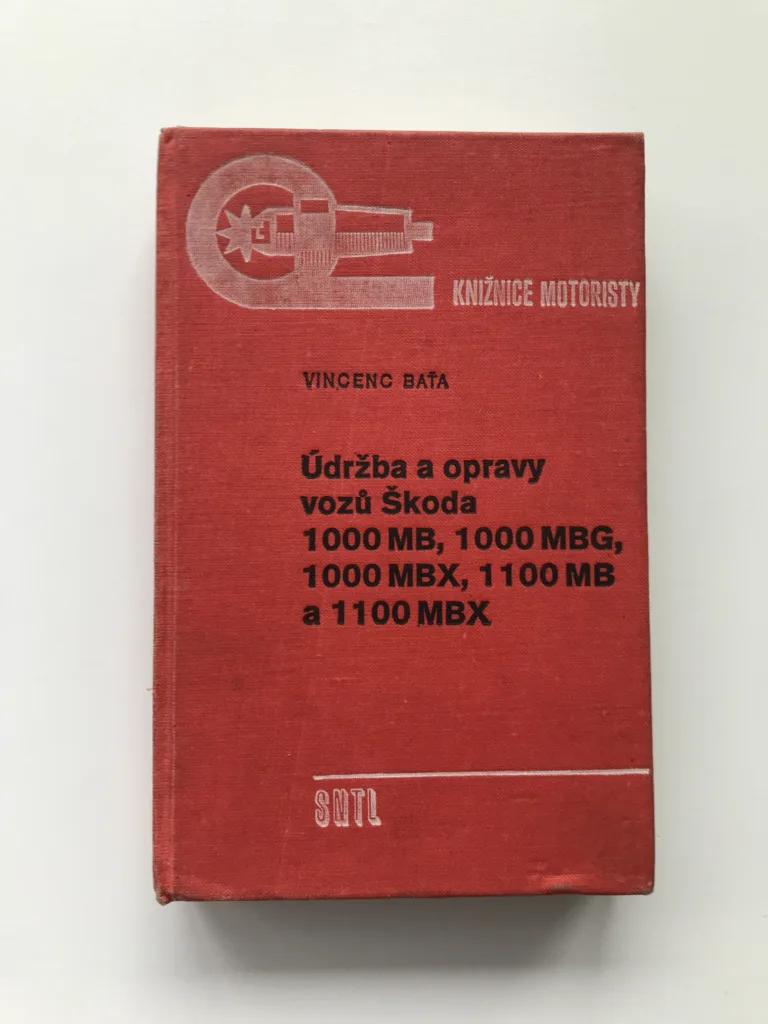 KNIŽNICE MOTORISTY
VINCENC BAŤA
Údržba a opravy
vozů Škoda
1000 MB, 1000 MBG,
1000 MBX, 1100 MB
a 1100 MBX
SNTL